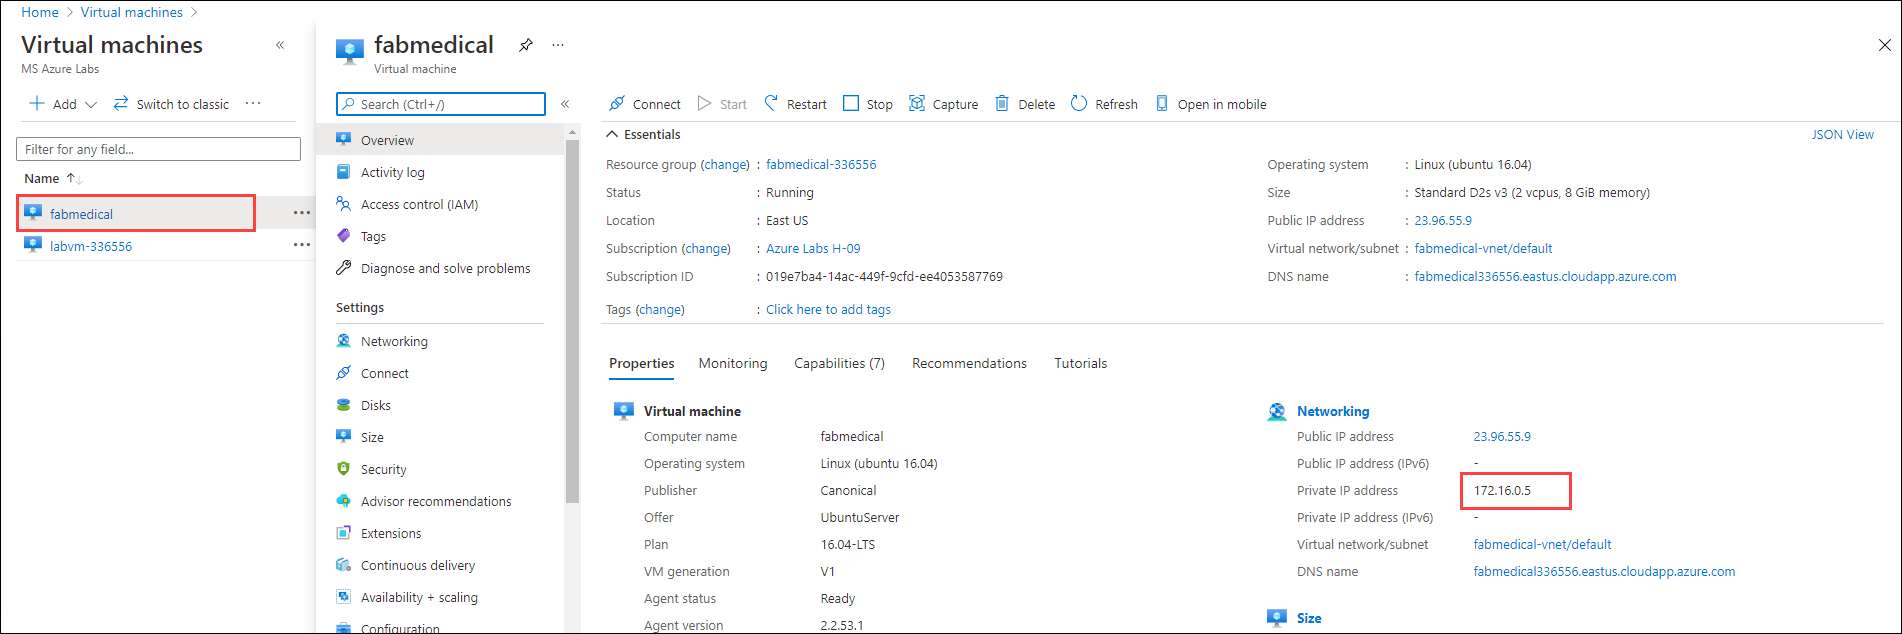 Home > Virtual machines >
Virtual machines «
MS Azure Labs
+ Add Switch to classic ···
Filter for any field...
Name ↑↓
fabmedical ···
labvm-336556 ···
fabmedical ···
Virtual machine
Search (Ctrl+/) «
Overview
Activity log
Access control (IAM)
Tags
Diagnose and solve problems
Settings
Networking
Connect
Disks
Size
Security
Advisor recommendations
Extensions
Continuous delivery
Availability + scaling
Configuration
Connect Start Restart Stop Capture Delete Refresh Open in mobile
Essentials JSON View
Resource group (change) : fabmedical-336556
Status : Running
Location : East US
Subscription (change) : Azure Labs H-09
Subscription ID : 019e7ba4-14ac-449f-9cfd-ee4053587769
Tags (change) : Click here to add tags
Operating system : Linux (ubuntu 16.04)
Size : Standard D2s v3 (2 vcpus, 8 GiB memory)
Public IP address : 23.96.55.9
Virtual network/subnet : fabmedical-vnet/default
DNS name : fabmedical336556.eastus.cloudapp.azure.com
Properties Monitoring Capabilities (7) Recommendations Tutorials
Virtual machine
Computer name fabmedical
Operating system Linux (ubuntu 16.04)
Publisher Canonical
Offer UbuntuServer
Plan 16.04-LTS
VM generation V1
Agent status Ready
Agent version 2.2.53.1
Networking
Public IP address 23.96.55.9
Public IP address (IPv6) -
Private IP address 172.16.0.5
Private IP address (IPv6) -
Virtual network/subnet fabmedical-vnet/default
DNS name fabmedical336556.eastus.cloudapp.azure.com
Size